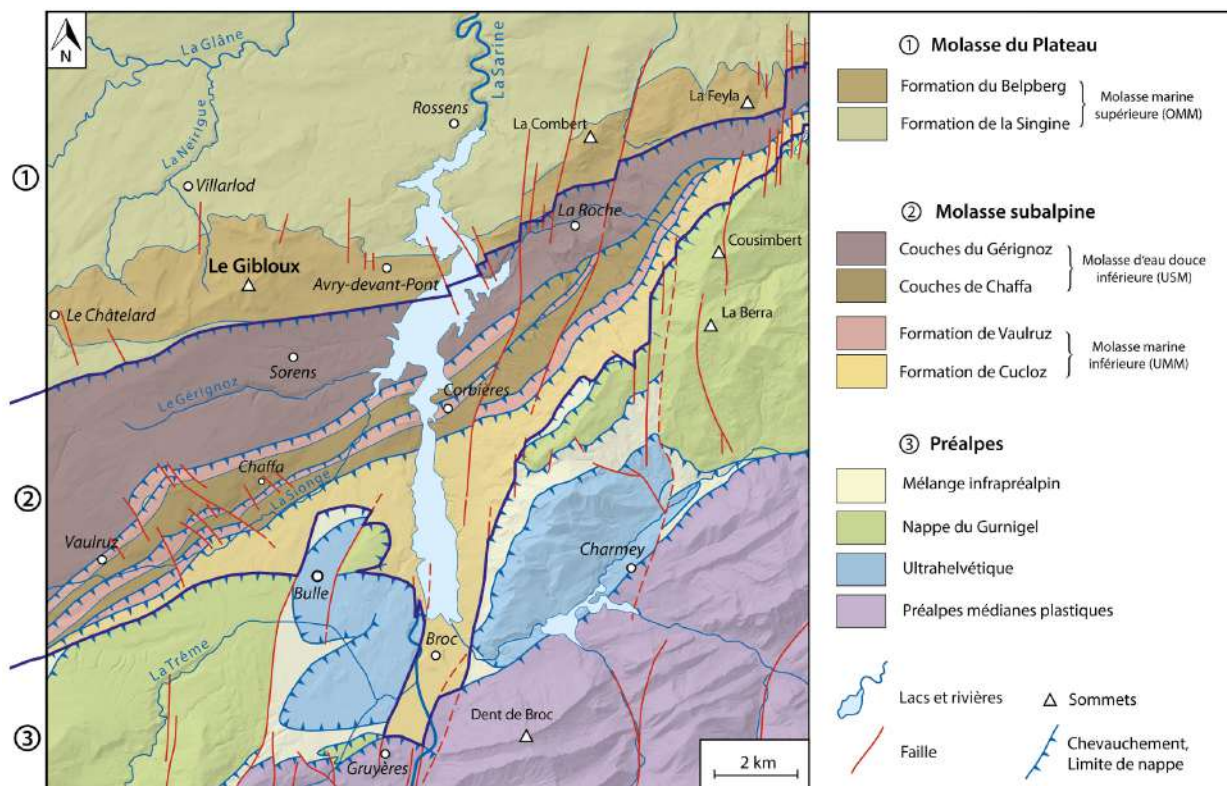 N
La Glâne
La Sarine
La Nerrigue
Rossens
La Feyla
La Combert
①
Villarlod
La Roche
Cousimbert
Le Gibloux
Avry-devant-Pont
Le Châtelard
La Berra
Sorens
Le Gérignoz
Corbières
Chaffa
②
La Sionge
Vaulruz
Charmey
Bulle
Broc
La Trême
Dent de Broc
③
Gruyères
2 km
① Molasse du Plateau
Formation du Belpberg
Formation de la Singine
Molasse marine
supérieure (OMM)
② Molasse subalpine
Couches du Gérignoz
Couches de Chaffa
Molasse d'eau douce
inférieure (USM)
Formation de Vaulruz
Formation de Cucloz
Molasse marine
inférieure (UMM)
③ Préalpes
Mélange infrapréalpin
Nappe du Gurnigel
Ultrahelvétique
Préalpes médianes plastiques
Lacs et rivières
Sommets
Faille
Chevauchement,
Limite de nappe